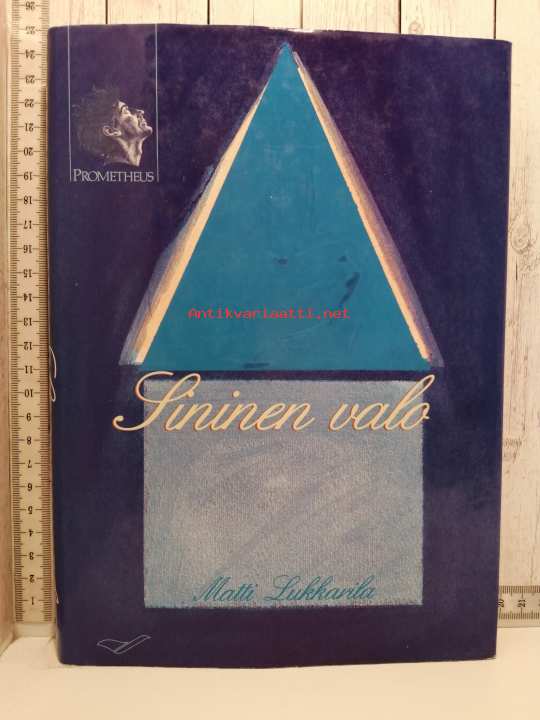 PROMETHEUS
Antikvariaatti.net
Sininen valo
Matti Lukkarila